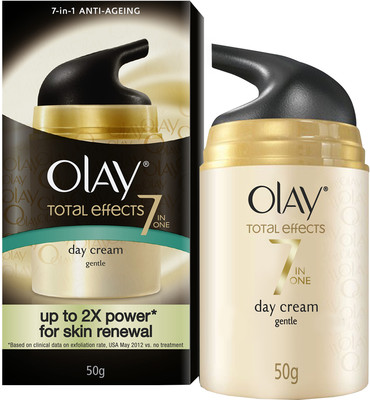 7-in-1 ANTI-AGEING
OLAY®
TOTAL effects
7 IN ONE
day cream
gentle
up to 2X power*
for skin renewal
*Based on clinical data on exfoliation rate, USA May 2012 vs. no treatment
50g
OLAY®
TOTAL effects
7 IN ONE
day cream
gentle
50g